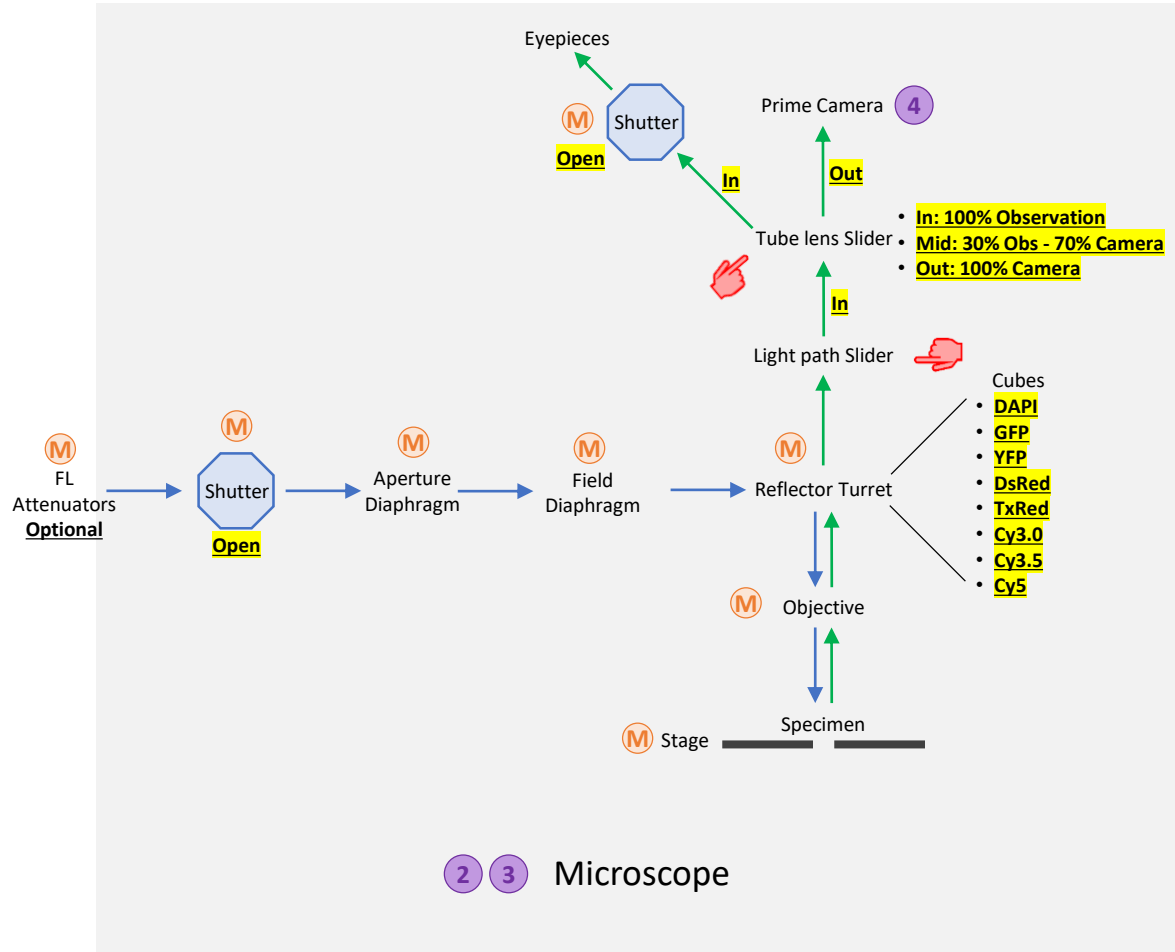 Eyepieces
M
Shutter
Open
Prime Camera
4
In
Out
Tube lens Slider
• In: 100% Observation
• Mid: 30% Obs - 70% Camera
• Out: 100% Camera
In
Light path Slider
Cubes
• DAPI
• GFP
• YFP
• DsRed
• TxRed
• Cy3.0
• Cy3.5
• Cy5
M
FL
Attenuators
Optional
M
Shutter
Open
M
Aperture
Diaphragm
M
Field
Diaphragm
M
Reflector Turret
M
Objective
Specimen
M
Stage
2 3 Microscope